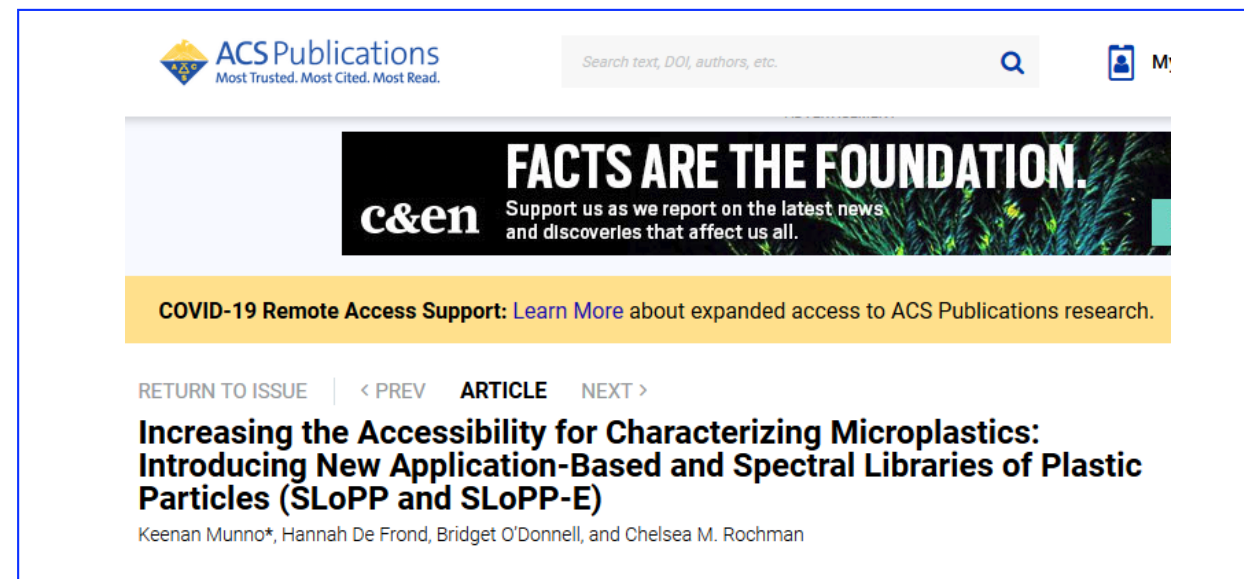 ACS Publications
Most Trusted. Most Cited. Most Read.
Search text, DOI, authors, etc.
My
FACTS ARE THE FOUNDATION.
c&en
Support us as we report on the latest news
and discoveries that affect us all.
COVID-19 Remote Access Support: Learn More about expanded access to ACS Publications research.
RETURN TO ISSUE < PREV ARTICLE NEXT >
Increasing the Accessibility for Characterizing Microplastics:
Introducing New Application-Based and Spectral Libraries of Plastic
Particles (SLoPP and SLoPP-E)
Keenan Munno*, Hannah De Frond, Bridget O’Donnell, and Chelsea M. Rochman